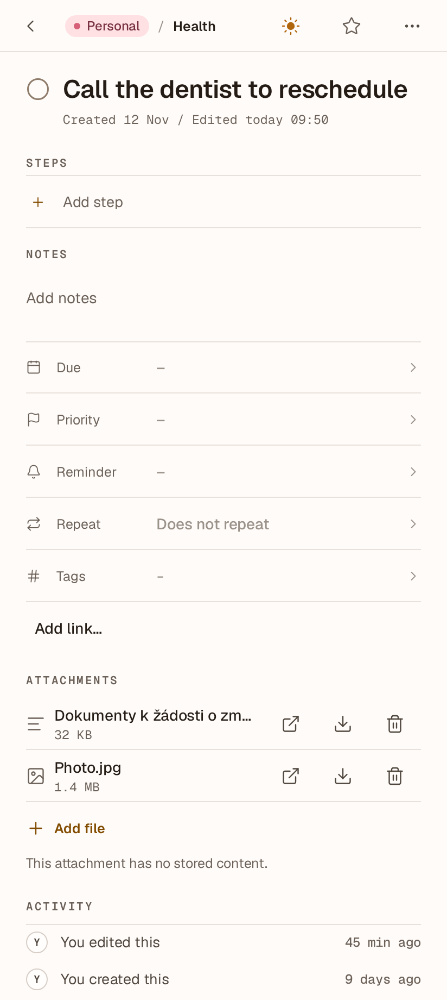 Personal / Health
Call the dentist to reschedule
Created 12 Nov / Edited today 09:50
STEPS
+ Add step
NOTES
Add notes
Due –
Priority –
Reminder –
Repeat Does not repeat
# Tags –
Add link…
ATTACHMENTS
Dokumenty k žádosti o zm…
32 KB
Photo.jpg
1.4 MB
+ Add file
This attachment has no stored content.
ACTIVITY
Y You edited this 45 min ago
Y You created this 9 days ago